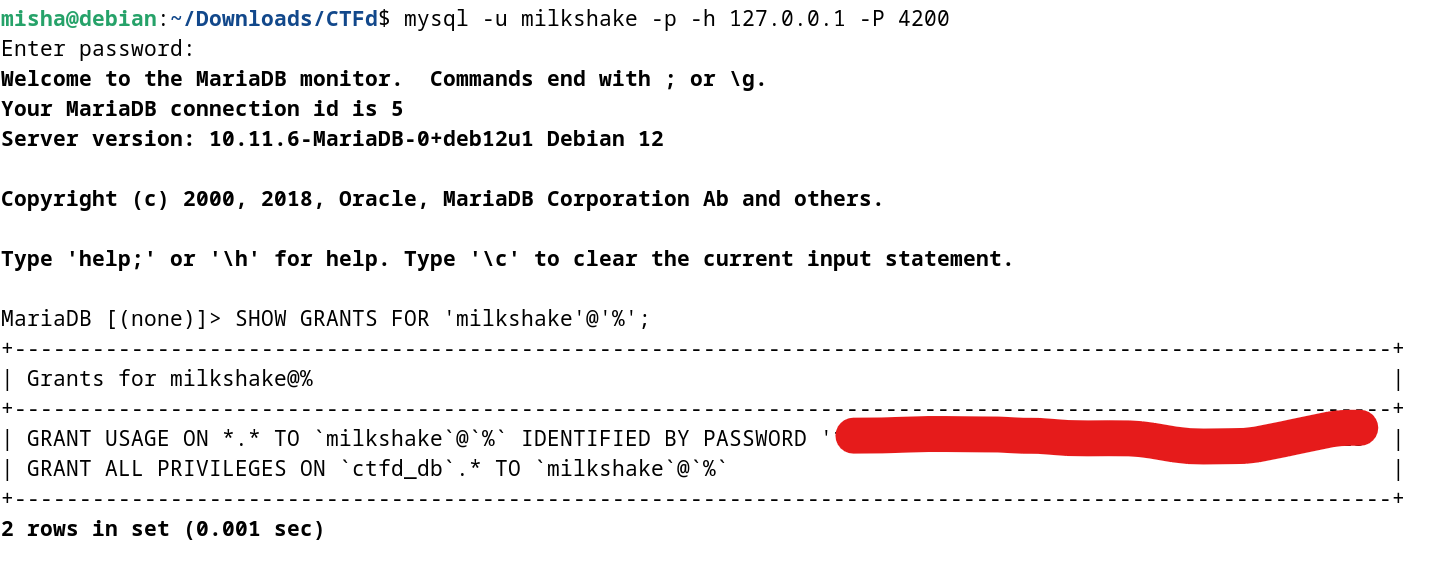 misha@debian:~/Downloads/CTFd$ mysql -u milkshake -p -h 127.0.0.1 -P 4200
Enter password:
Welcome to the MariaDB monitor.  Commands end with ; or \g.
Your MariaDB connection id is 5
Server version: 10.11.6-MariaDB-0+deb12u1 Debian 12

Copyright (c) 2000, 2018, Oracle, MariaDB Corporation Ab and others.

Type 'help;' or '\h' for help. Type '\c' to clear the current input statement.

MariaDB [(none)]> SHOW GRANTS FOR 'milkshake'@'%';
+----------------------------------------------------------------------------------------------------------+
| Grants for milkshake@%                                                                                   |
+----------------------------------------------------------------------------------------------------------+
| GRANT USAGE ON *.* TO `milkshake`@`%` IDENTIFIED BY PASSWORD '                                           |
| GRANT ALL PRIVILEGES ON `ctfd_db`.* TO `milkshake`@`%`                                                   |
+----------------------------------------------------------------------------------------------------------+
2 rows in set (0.001 sec)